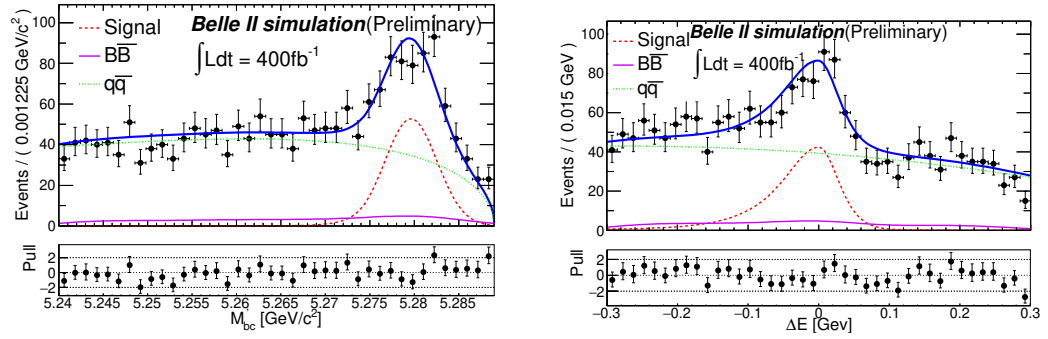 Belle II simulation(Preliminary)
∫Ldt = 400fb⁻¹
Signal
BB̅
qq̅
Events / ( 0.001225 GeV/c² )
100
80
60
40
20
0
Pull
2
0
−2
5.24 5.245 5.25 5.255 5.26 5.265 5.27 5.275 5.28 5.285
M_bc [GeV/c²]
Belle II simulation(Preliminary)
∫Ldt = 400fb⁻¹
Signal
BB̅
qq̅
Events / ( 0.015 GeV )
100
80
60
40
20
0
Pull
2
0
−2
−0.3 −0.2 −0.1 0 0.1 0.2 0.3
ΔE [Gev]